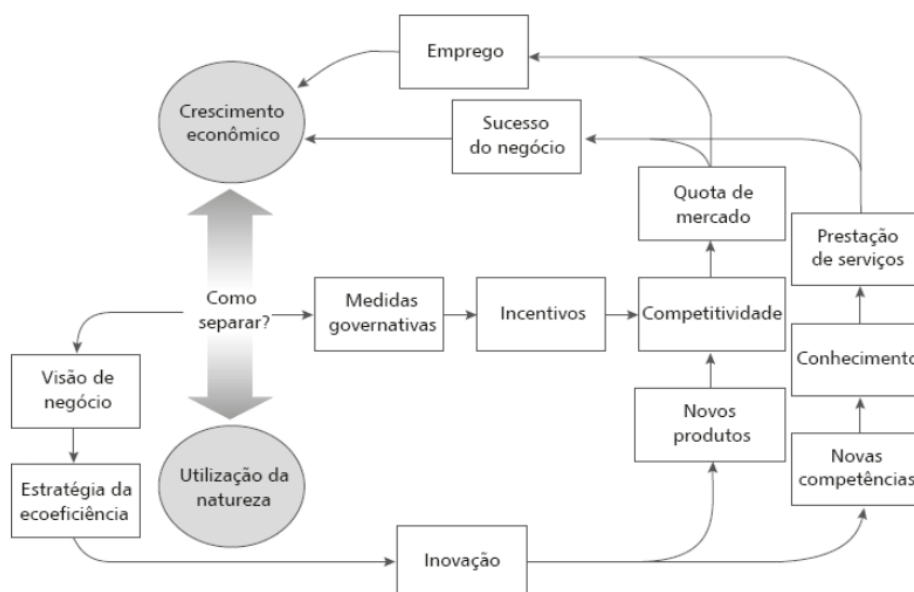 Emprego
Crescimento
econômico
Sucesso
do negócio
Quota de
mercado
Prestação
de serviços
Como
separar?
Medidas
governativas
Incentivos
Competitividade
Visão de
negócio
Conhecimento
Novos
produtos
Utilização da
natureza
Estratégia da
ecoeficiência
Novas
competências
Inovação